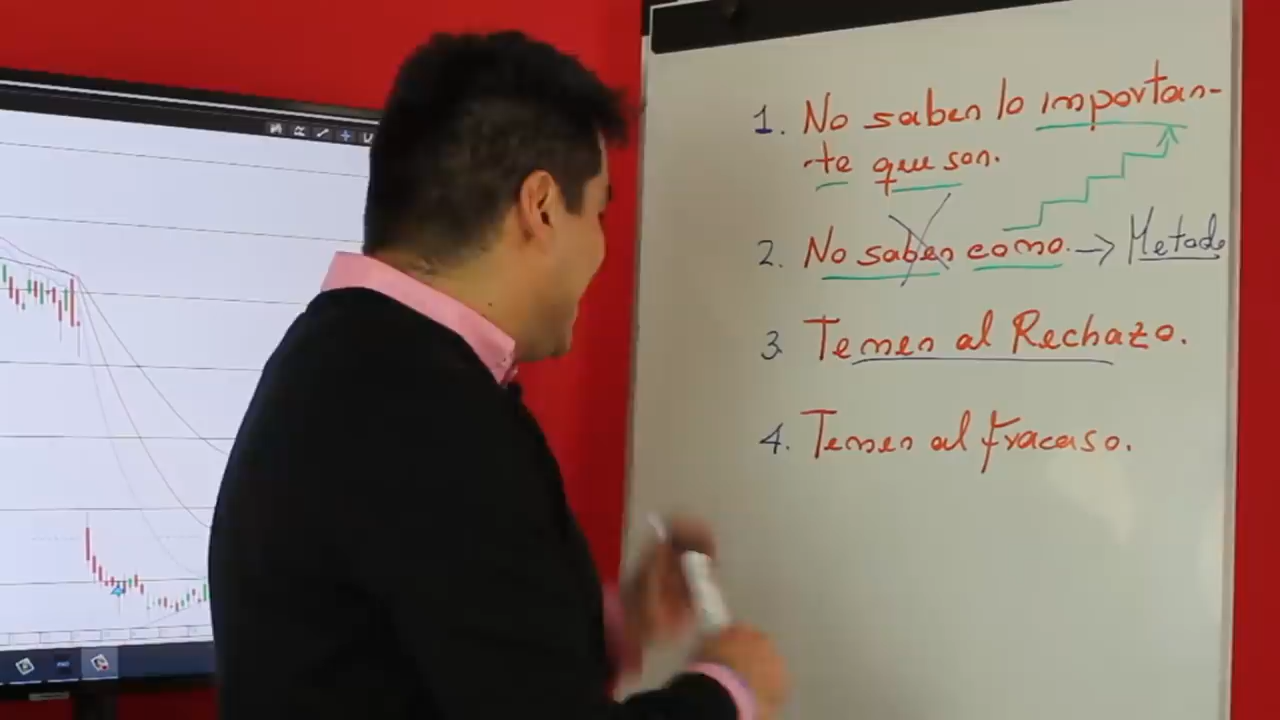 1. No saben lo importan-
-te que son.
2. No saben como. → Metodo
3 Temen al Rechazo.
4. Temen al fracaso.